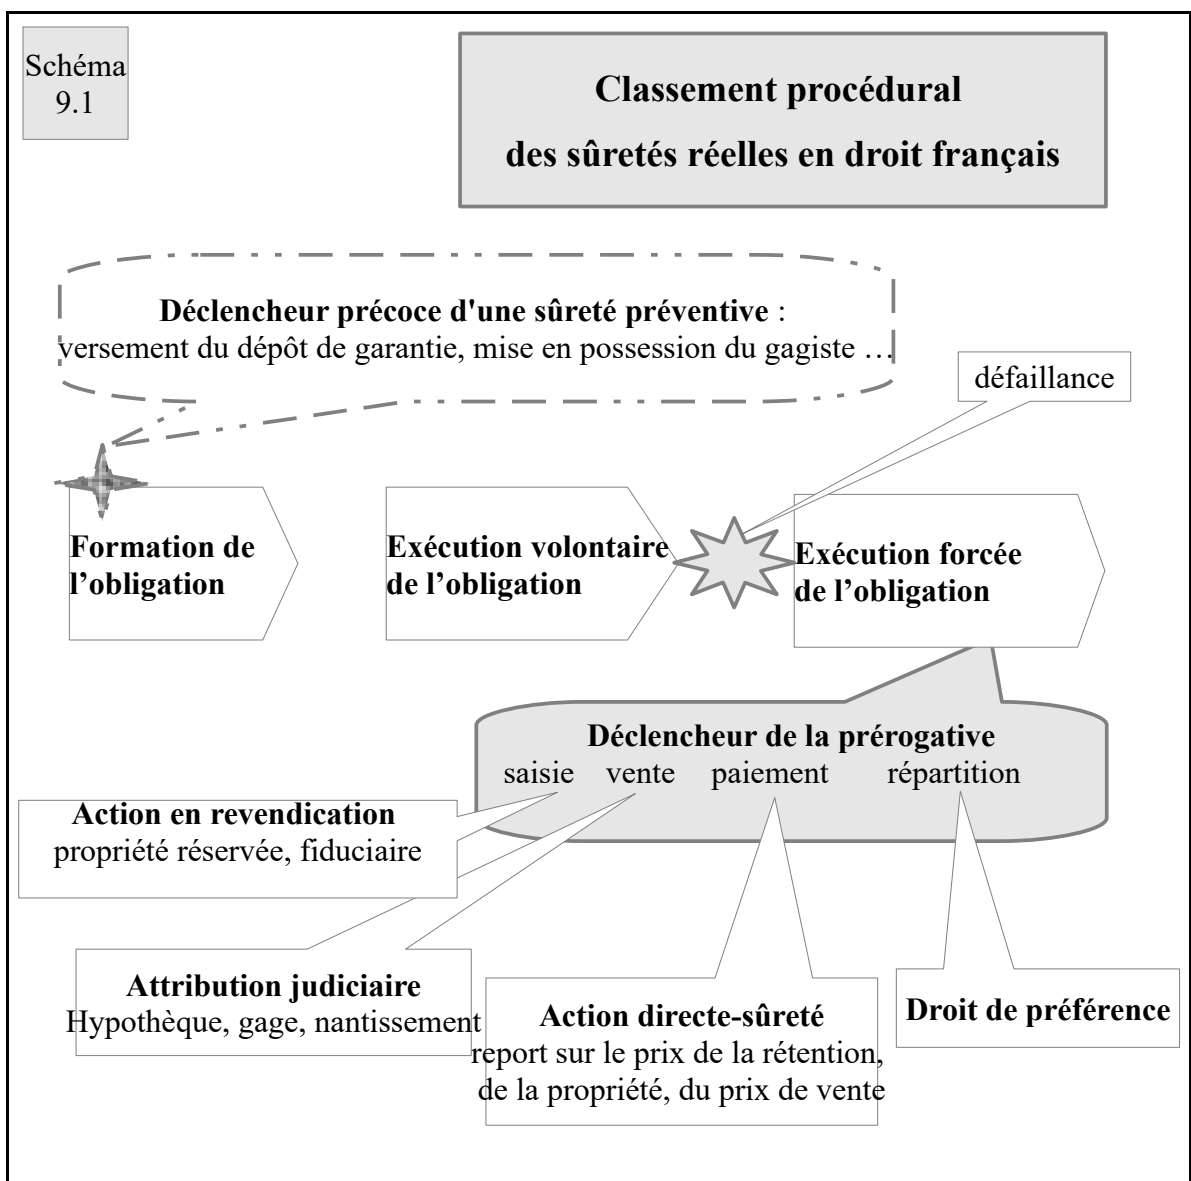 Schéma
9.1
Classement procédural
des sûretés réelles en droit français
Déclencheur précoce d'une sûreté préventive :
versement du dépôt de garantie, mise en possession du gagiste …
défaillance
Formation de
l’obligation
Exécution volontaire
de l’obligation
Exécution forcée
de l’obligation
Déclencheur de la prérogative
saisie vente paiement répartition
Action en revendication
propriété réservée, fiduciaire
Attribution judiciaire
Hypothèque, gage, nantissement
Action directe-sûreté
report sur le prix de la rétention,
de la propriété, du prix de vente
Droit de préférence